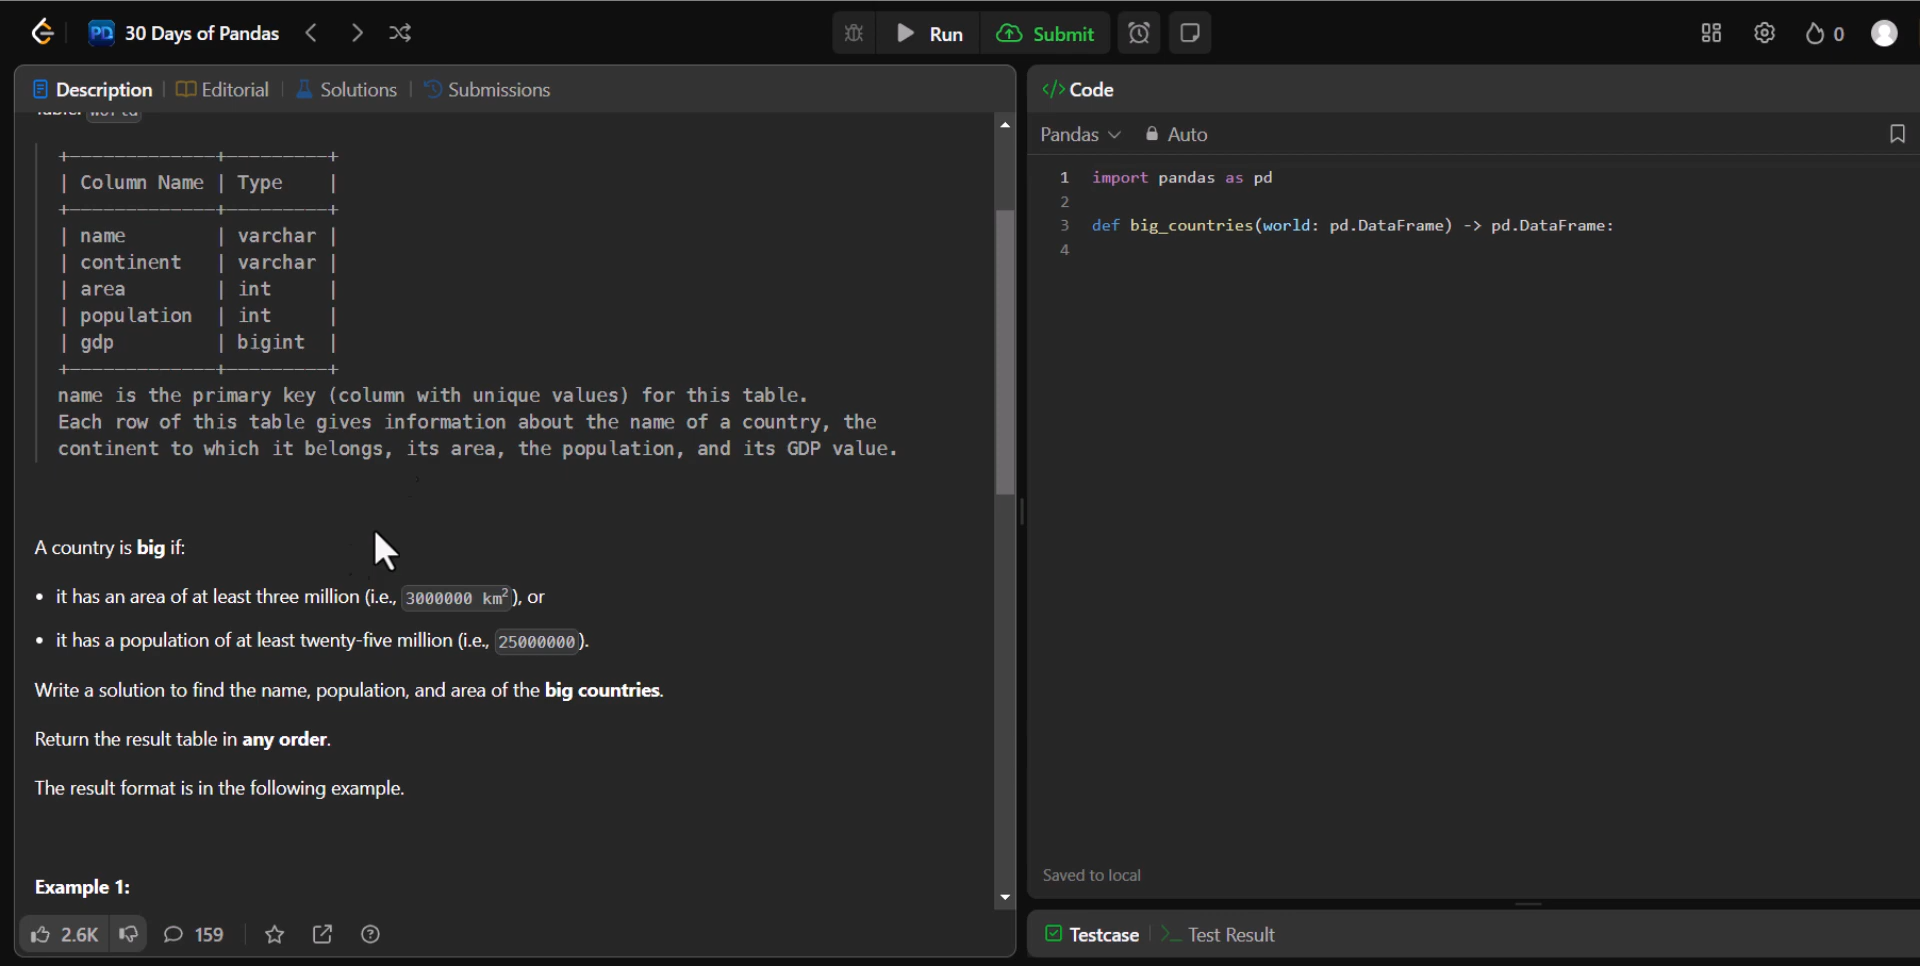 PD 30 Days of Pandas
Run
Submit
0
Description
Editorial
Solutions
Submissions
</> Code
Pandas
Auto
+-------------+---------+
| Column Name | Type    |
+-------------+---------+
| name        | varchar |
| continent   | varchar |
| area        | int     |
| population  | int     |
| gdp         | bigint  |
+-------------+---------+
name is the primary key (column with unique values) for this table.
Each row of this table gives information about the name of a country, the
continent to which it belongs, its area, the population, and its GDP value.
A country is big if:
• it has an area of at least three million (i.e., 3000000 km²), or
• it has a population of at least twenty-five million (i.e., 25000000).
Write a solution to find the name, population, and area of the big countries.
Return the result table in any order.
The result format is in the following example.
Example 1:
2.6K
159
1 import pandas as pd
2
3 def big_countries(world: pd.DataFrame) -> pd.DataFrame:
4
Saved to local
Testcase
Test Result